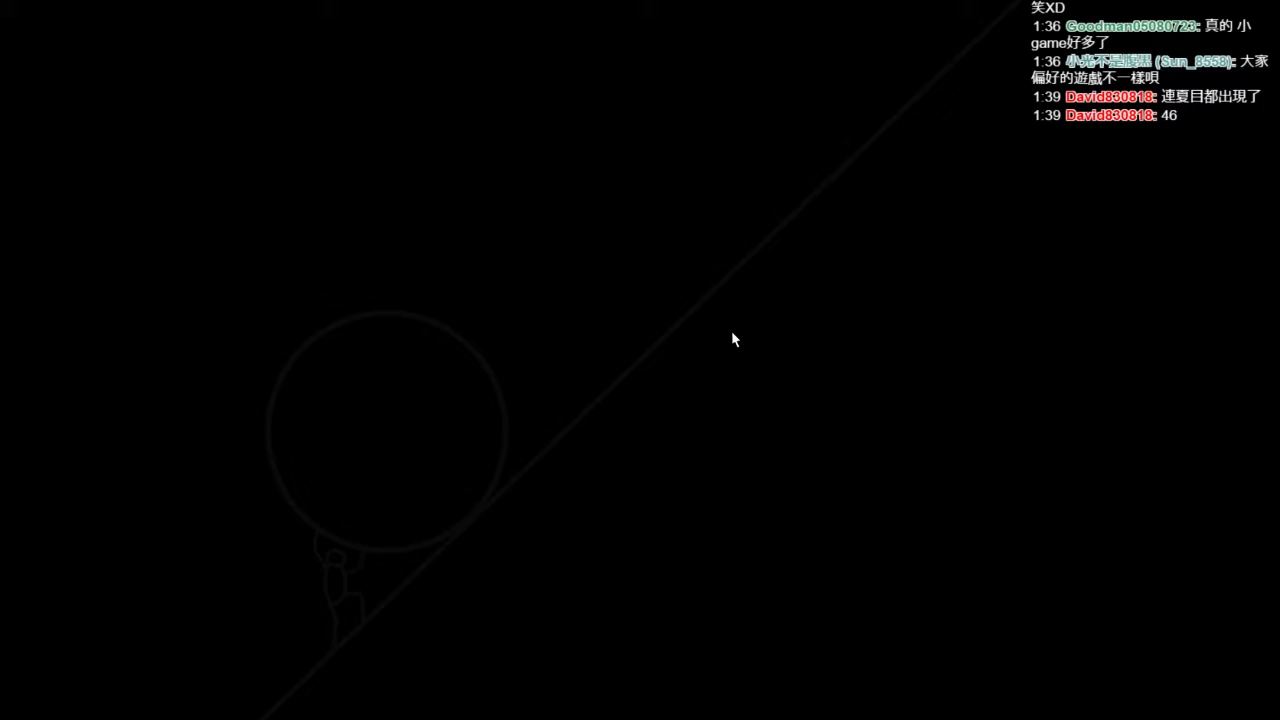 笑XD
1:36 Goodman05080723: 真的 小
game好多了
1:36 小光不是腹黑 (Sun_8558): 大家
偏好的遊戲不一樣唄
1:39 David830818: 連夏目都出現了
1:39 David830818: 46